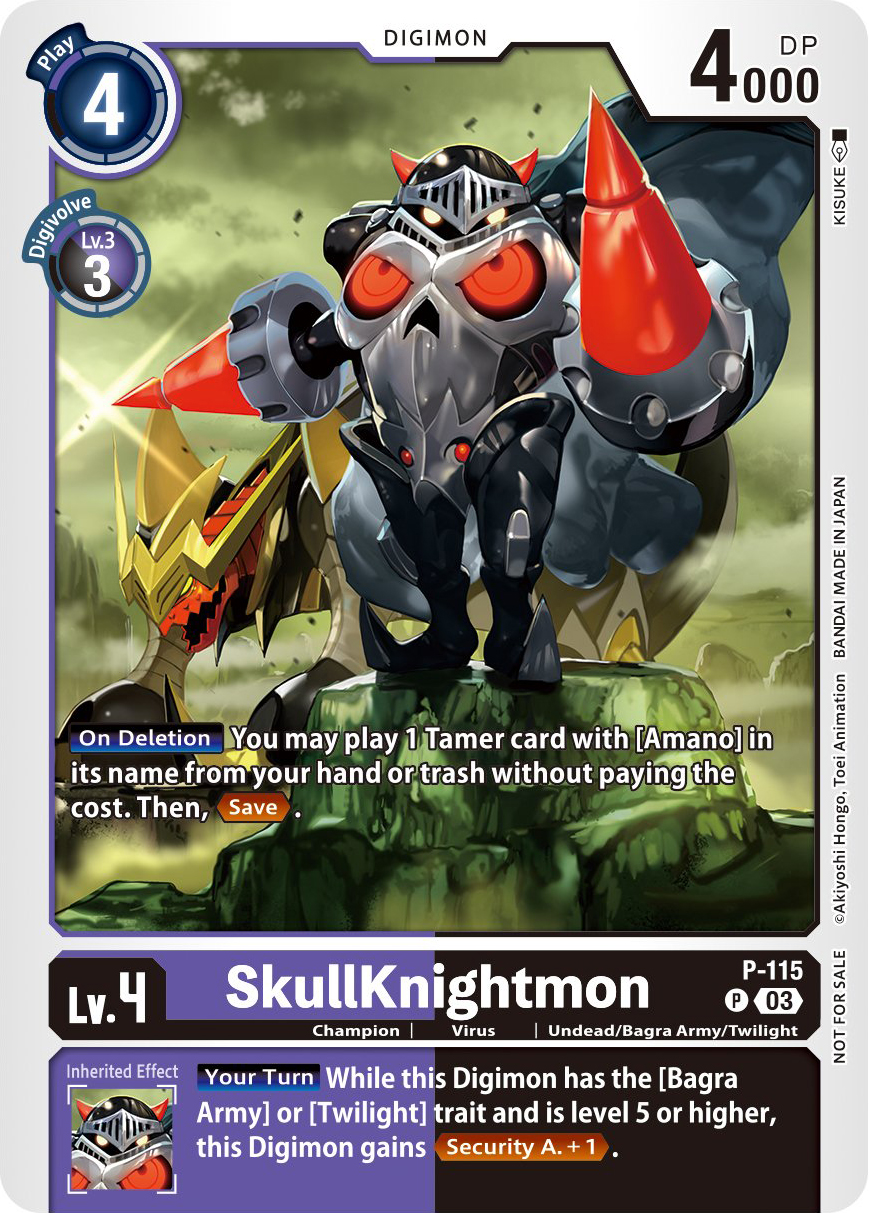 DIGIMON
Play
4
DP
4000
Digivolve
Lv.3
3
KISUKE
BANDAI MADE IN JAPAN
©Akiyoshi Hongo, Toei Animation
NOT FOR SALE
On Deletion You may play 1 Tamer card with [Amano] in
its name from your hand or trash without paying the
cost. Then, Save.
Lv.4
SkullKnightmon
P-115
P 03
Champion | Virus | Undead/Bagra Army/Twilight
Inherited Effect
Your Turn While this Digimon has the [Bagra
Army] or [Twilight] trait and is level 5 or higher,
this Digimon gains Security A. + 1.